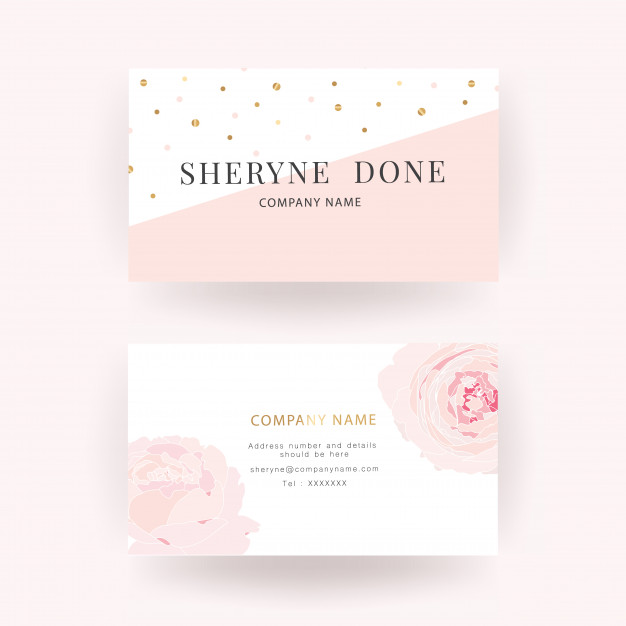 SHERYNE DONE
COMPANY NAME
COMPANY NAME
Address number and details
should be here
sheryne@companyname.com
Tel : XXXXXXX